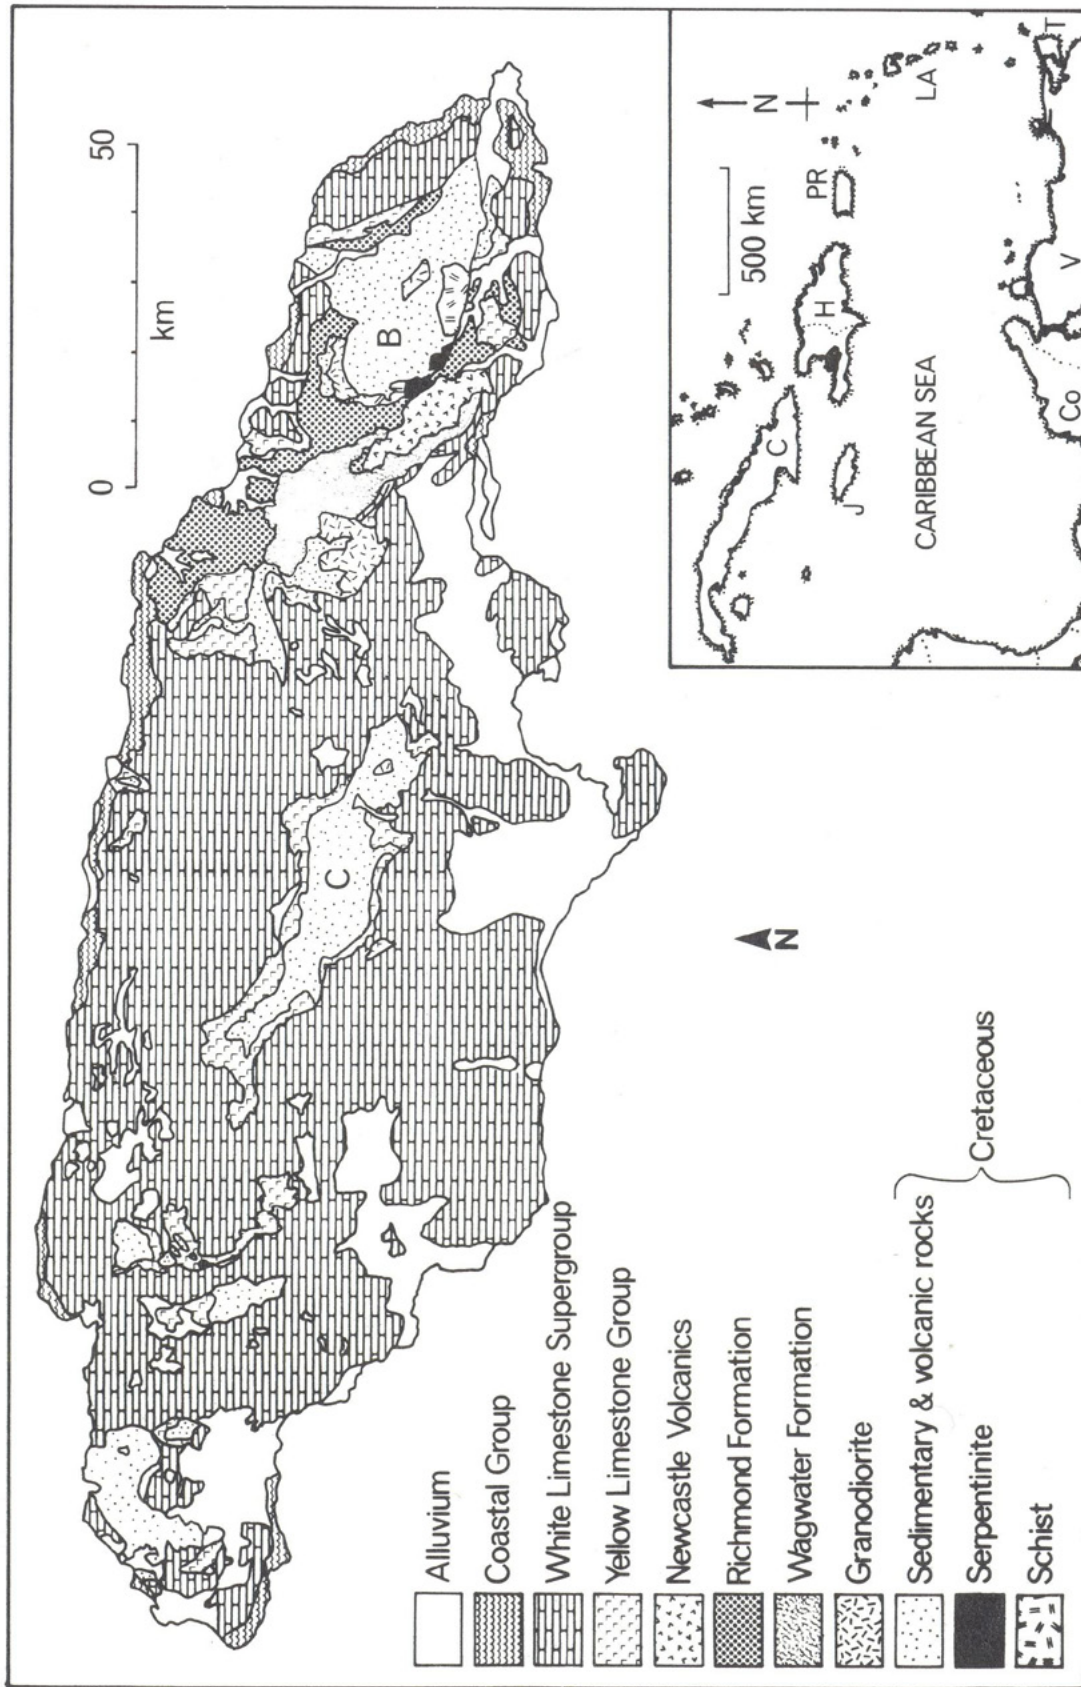 0
50
km
B
C
N
Alluvium
Coastal Group
White Limestone Supergroup
Yellow Limestone Group
Newcastle Volcanics
Richmond Formation
Wagwater Formation
Granodiorite
Sedimentary & volcanic rocks
Serpentinite
Schist
Cretaceous
N
500 km
C
H
PR
J
LA
CARIBBEAN SEA
Co
V
T